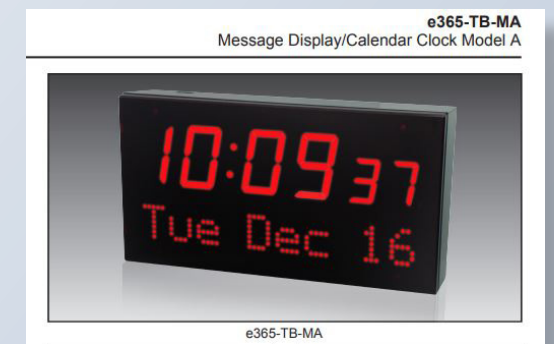 e365-TB-MA
Message Display/Calendar Clock Model A
10:09 37
Tue Dec 16
e365-TB-MA